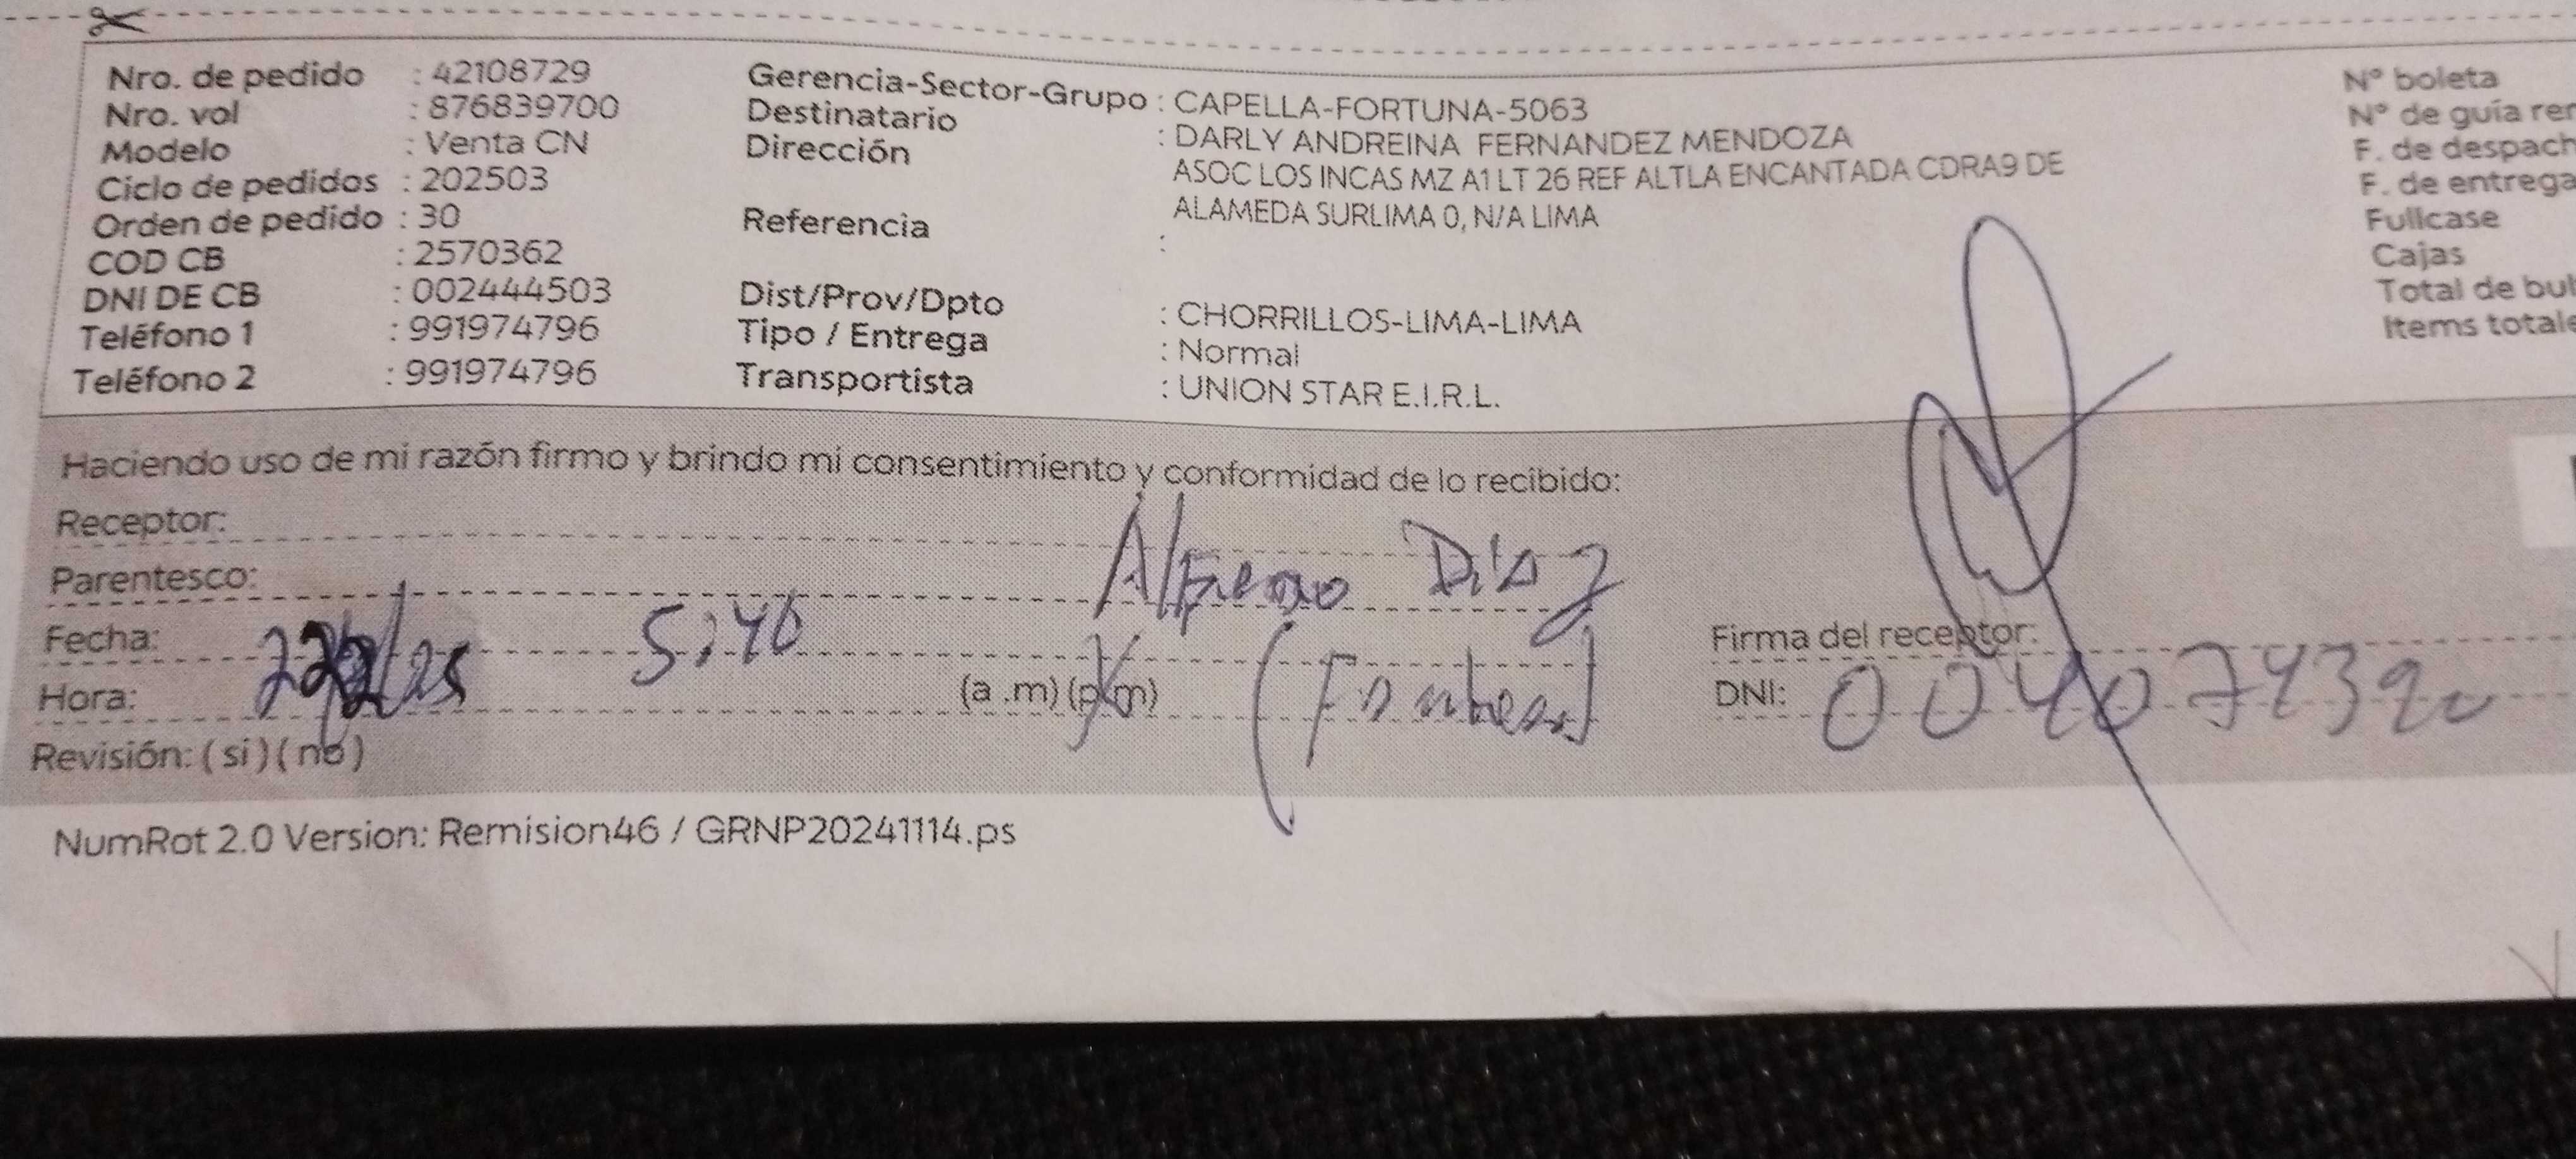 Nro. de pedido : 42108729
Nro. vol : 876839700
Modelo : Venta CN
Ciclo de pedidos : 202503
Orden de pedido : 30
COD CB : 2570362
DNI DE CB : 002444503
Teléfono 1 : 991974796
Teléfono 2 : 991974796
Gerencia-Sector-Grupo : CAPELLA-FORTUNA-5063
Destinatario : DARLY ANDREINA FERNANDEZ MENDOZA
Dirección ASOC LOS INCAS MZ A1 LT 26 REF ALTLA ENCANTADA CDRA9 DE
ALAMEDA SURLIMA 0, N/A LIMA
Referencia :
Dist/Prov/Dpto : CHORRILLOS-LIMA-LIMA
Tipo / Entrega : Normal
Transportista : UNION STAR E.I.R.L.
Nº boleta
Nº de guía rem
F. de despach
F. de entrega
Fullcase
Cajas
Total de bul
Items totale
Haciendo uso de mi razón firmo y brindo mi consentimiento y conformidad de lo recibido:
Receptor:
Parentesco: Díaz
Fecha: 5:40
Hora: (a .m) (p.m)
Revisión: ( si ) ( no )
Firma del receptor:
DNI:
NumRot 2.0 Version: Remision46 / GRNP20241114.ps